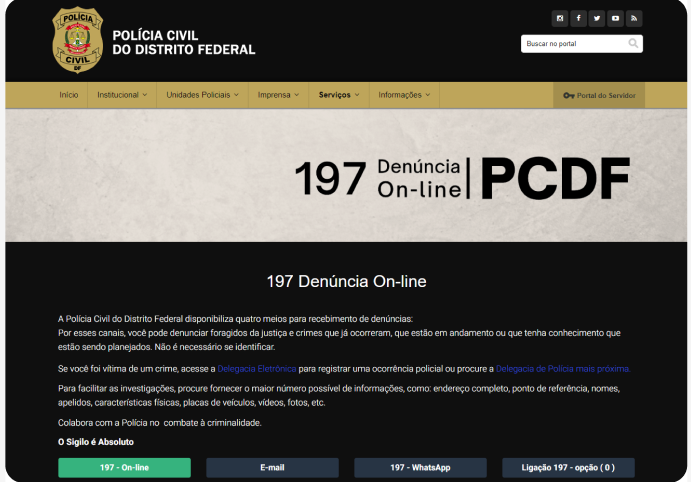 POLÍCIA
CIVIL
DF
POLÍCIA CIVIL
DO DISTRITO FEDERAL
Buscar no portal
Início Institucional Unidades Policiais Imprensa Serviços Informações Portal do Servidor
197 Denúncia On-line | PCDF
197 Denúncia On-line
A Polícia Civil do Distrito Federal disponibiliza quatro meios para recebimento de denúncias:
Por esses canais, você pode denunciar foragidos da justiça e crimes que já ocorreram, que estão em andamento ou que tenha conhecimento que
estão sendo planejados. Não é necessário se identificar.
Se você foi vítima de um crime, acesse a Delegacia Eletrônica para registrar uma ocorrência policial ou procure a Delegacia de Polícia mais próxima.
Para facilitar as investigações, procure fornecer o maior número possível de informações, como: endereço completo, ponto de referência, nomes,
apelidos, características físicas, placas de veículos, vídeos, fotos, etc.
Colabora com a Polícia no combate à criminalidade.
O Sigilo é Absoluto
197 - On-line E-mail 197 - WhatsApp Ligação 197 - opção ( 0 )